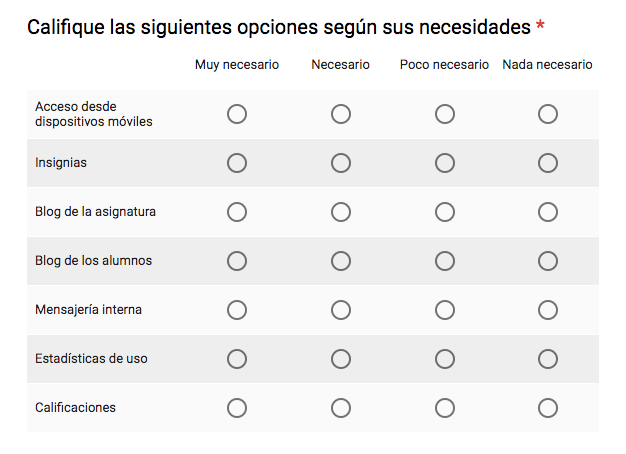 Califique las siguientes opciones según sus necesidades *
Muy necesario Necesario Poco necesario Nada necesario
Acceso desde
dispositivos móviles
Insignias
Blog de la asignatura
Blog de los alumnos
Mensajería interna
Estadísticas de uso
Calificaciones